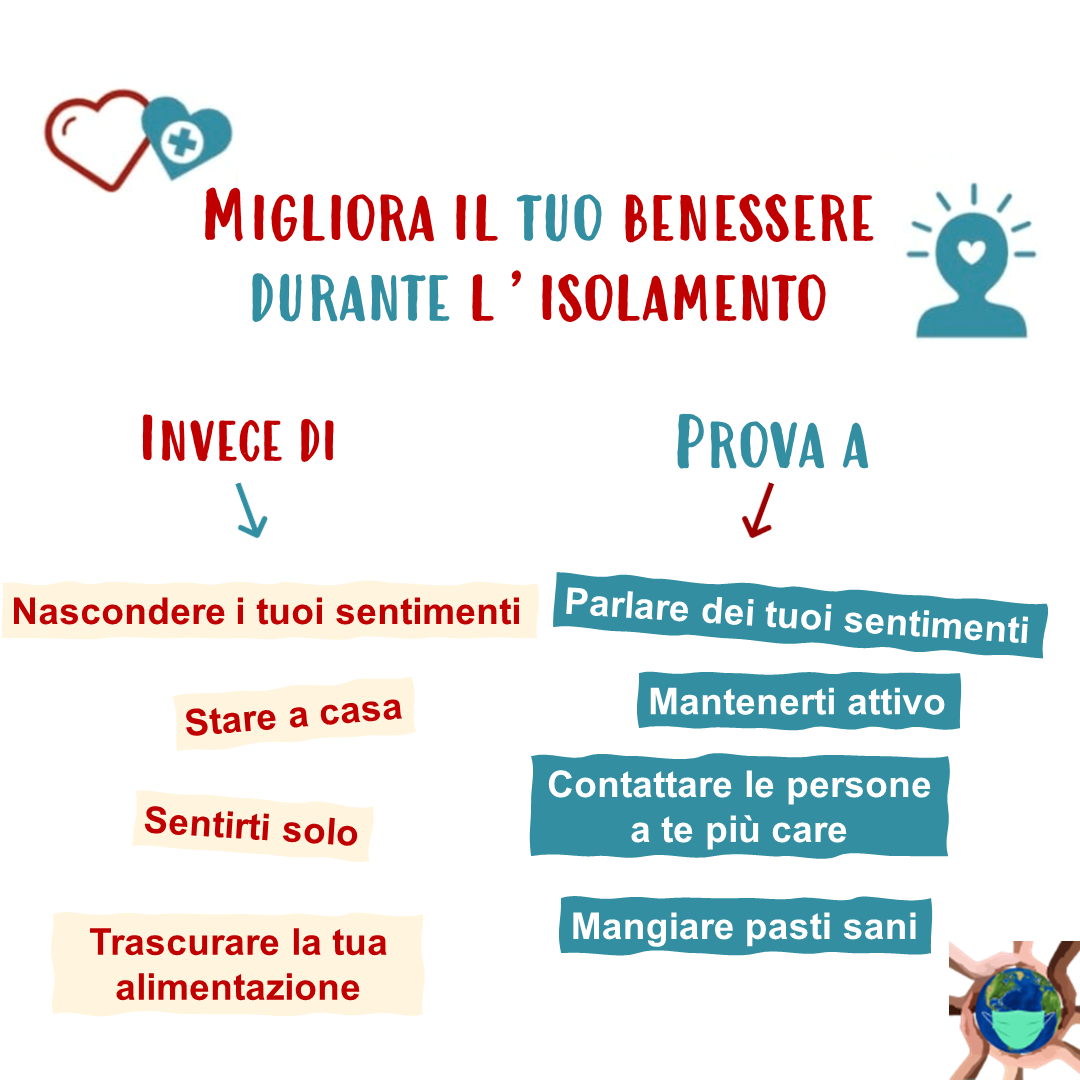 Migliora il tuo benessere
durante l'isolamento
Invece di
Nascondere i tuoi sentimenti
Stare a casa
Sentirti solo
Trascurare la tua
alimentazione
Prova a
Parlare dei tuoi sentimenti
Mantenerti attivo
Contattare le persone
a te più care
Mangiare pasti sani